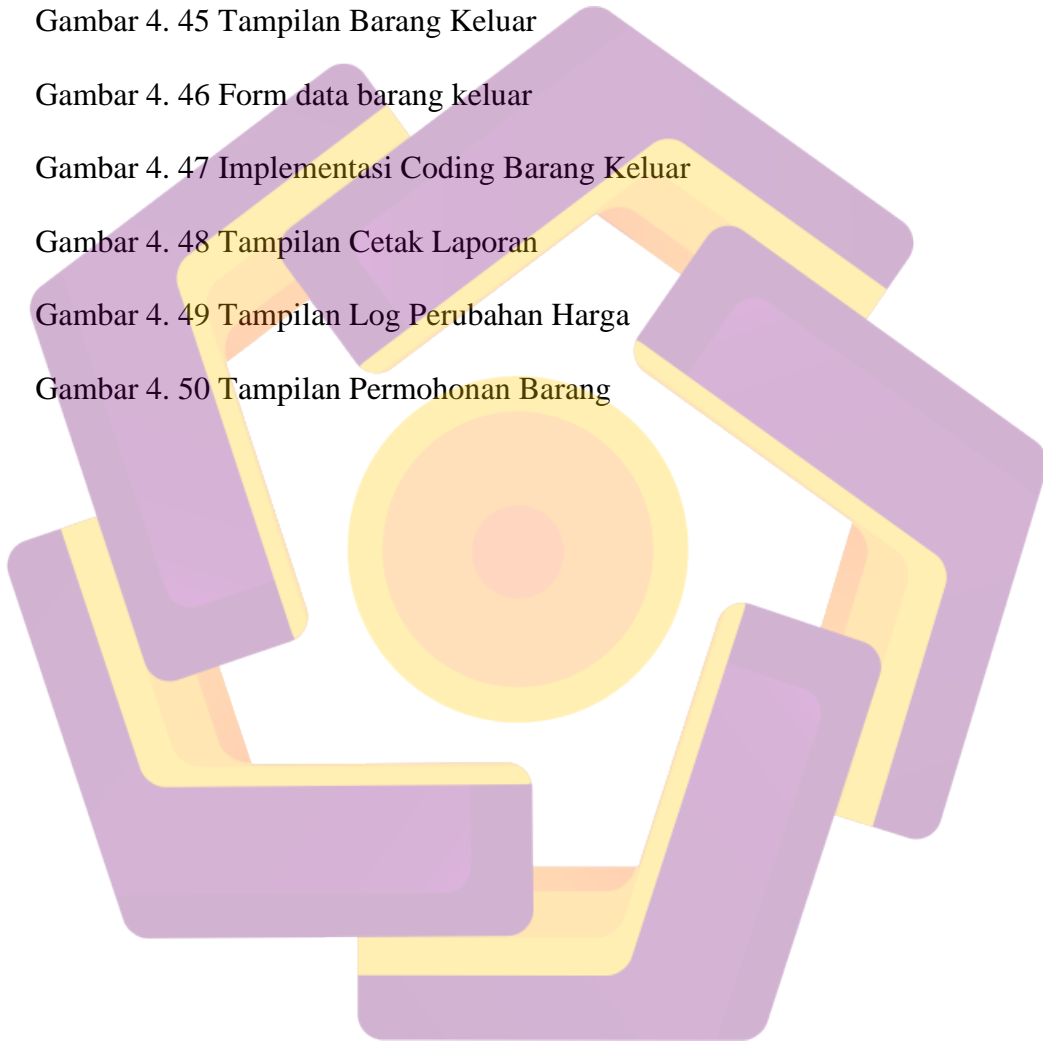 Gambar 4. 45 Tampilan Barang Keluar
Gambar 4. 46 Form data barang keluar
Gambar 4. 47 Implementasi Coding Barang Keluar
Gambar 4. 48 Tampilan Cetak Laporan
Gambar 4. 49 Tampilan Log Perubahan Harga
Gambar 4. 50 Tampilan Permohonan Barang